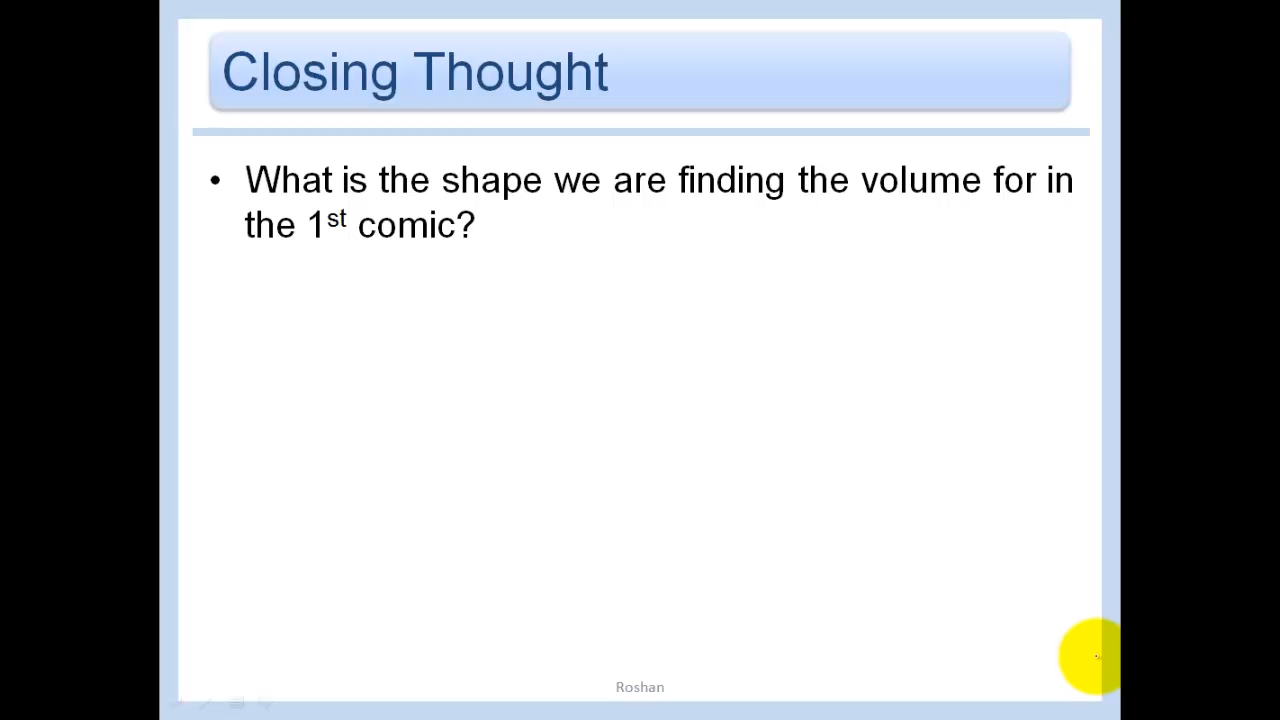 Closing Thought
• What is the shape we are finding the volume for in
the 1st comic?
Roshan